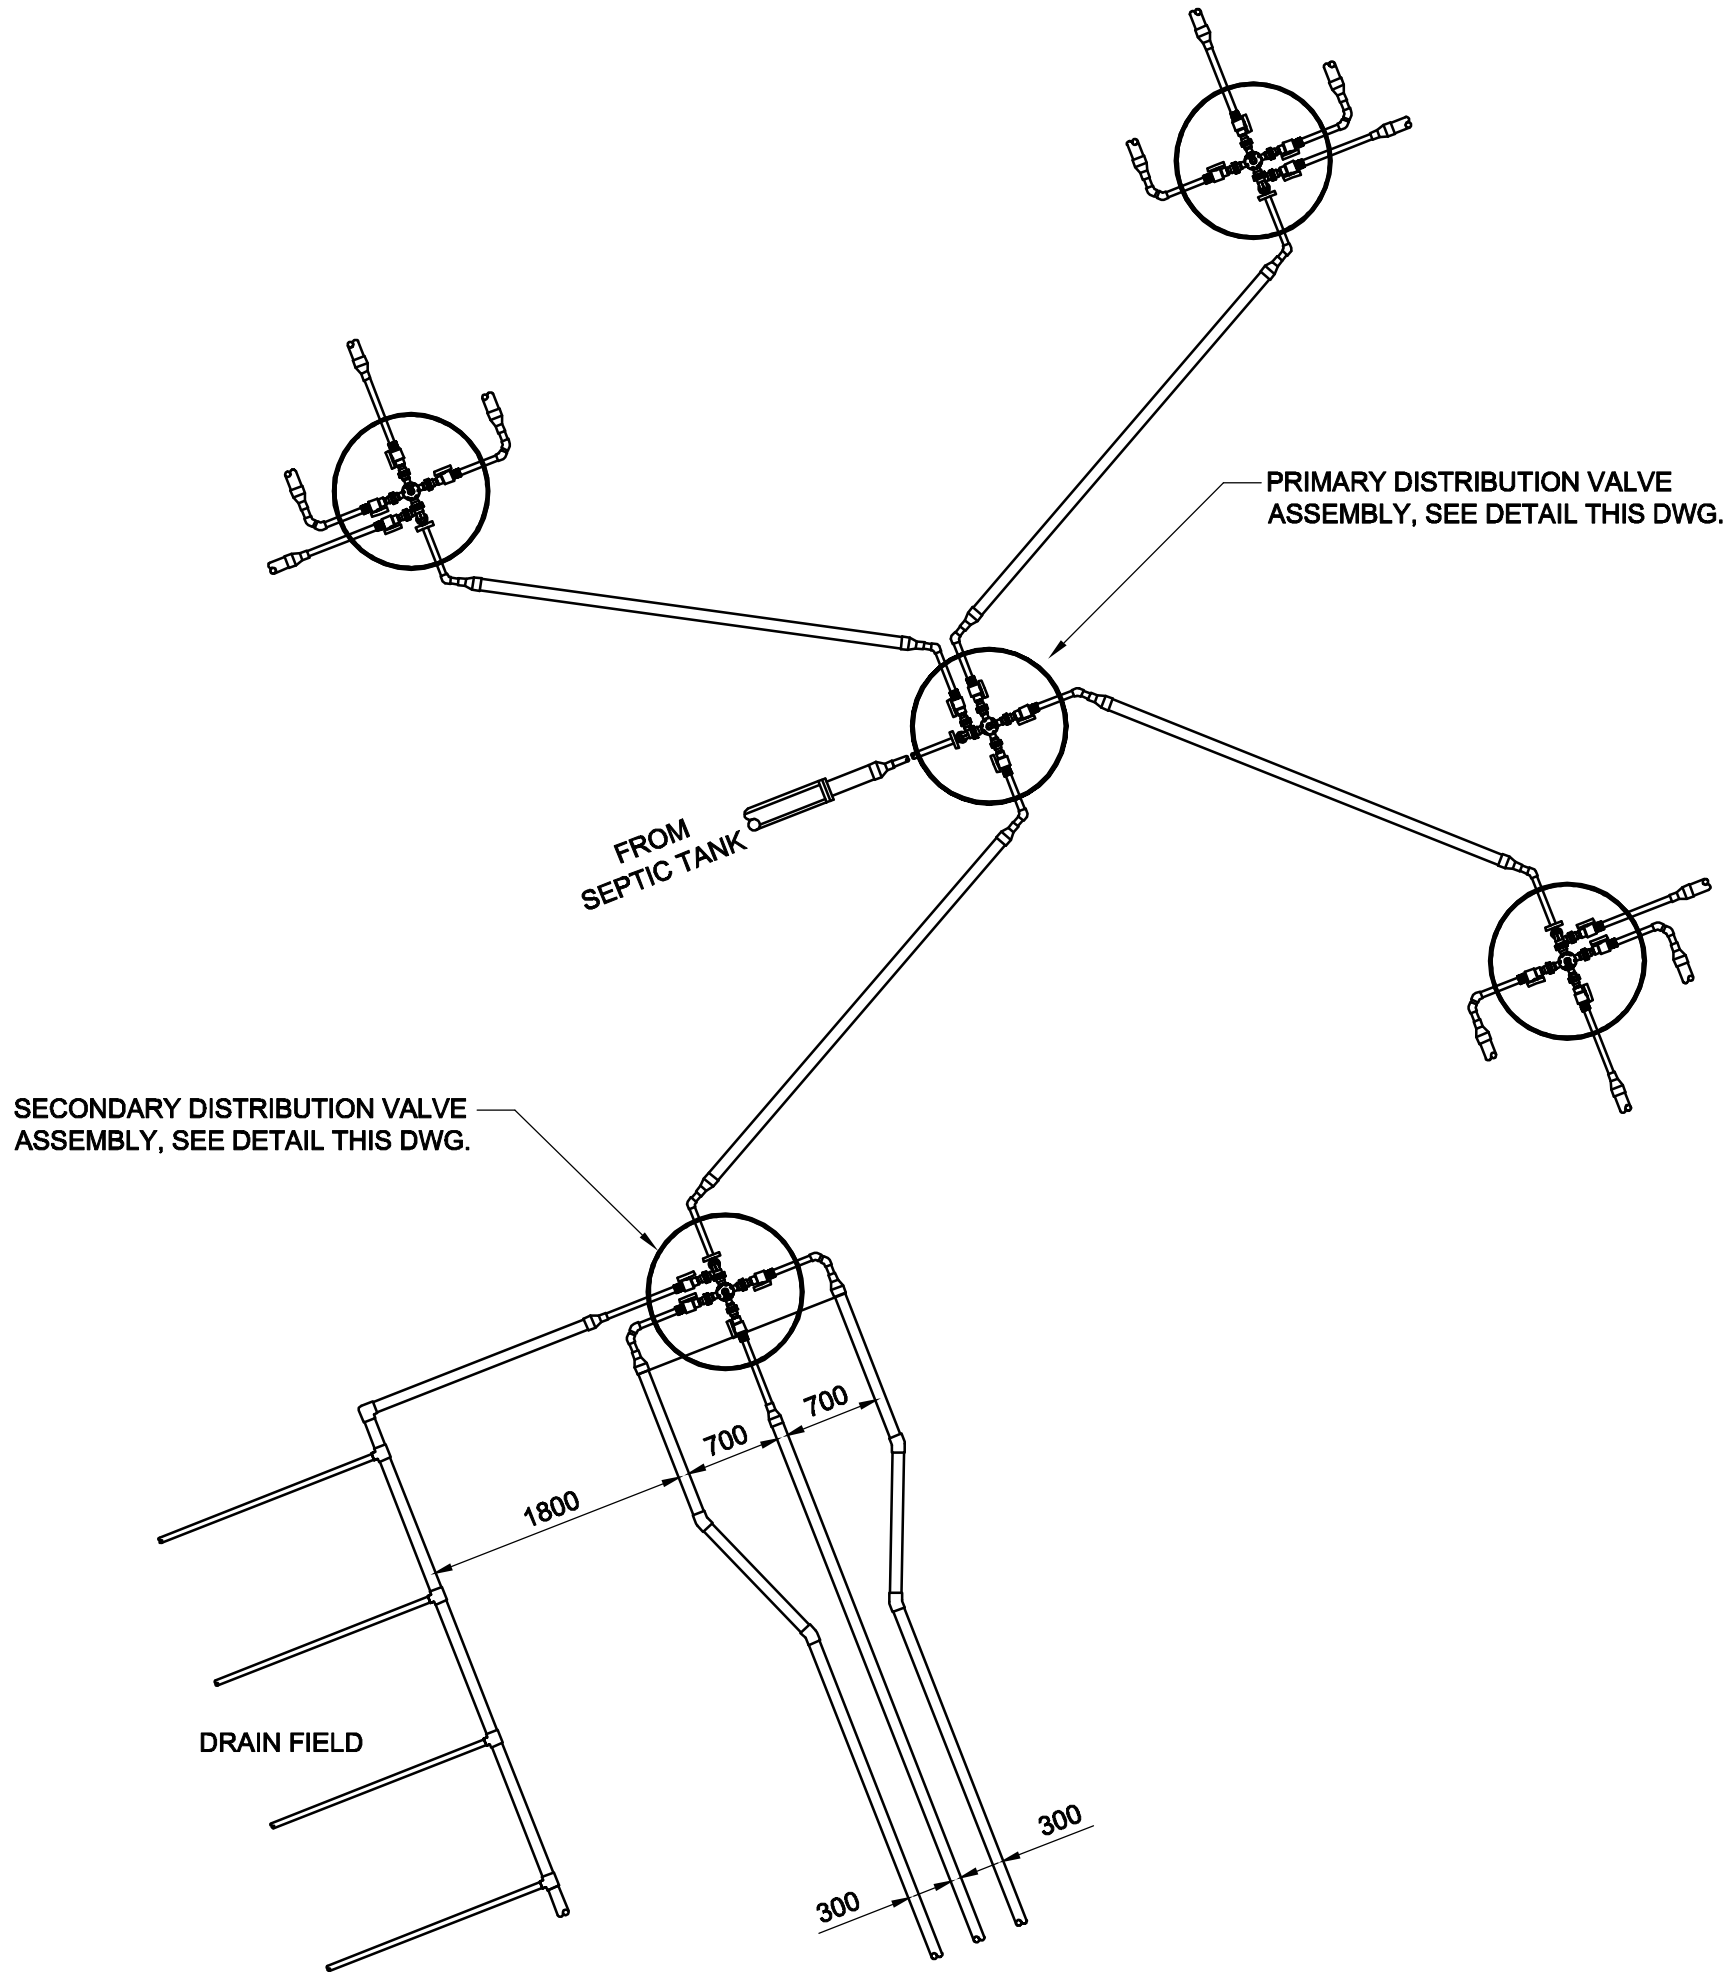 PRIMARY DISTRIBUTION VALVE
ASSEMBLY, SEE DETAIL THIS DWG.
FROM
SEPTIC TANK
SECONDARY DISTRIBUTION VALVE
ASSEMBLY, SEE DETAIL THIS DWG.
700
700
1800
DRAIN FIELD
300
300